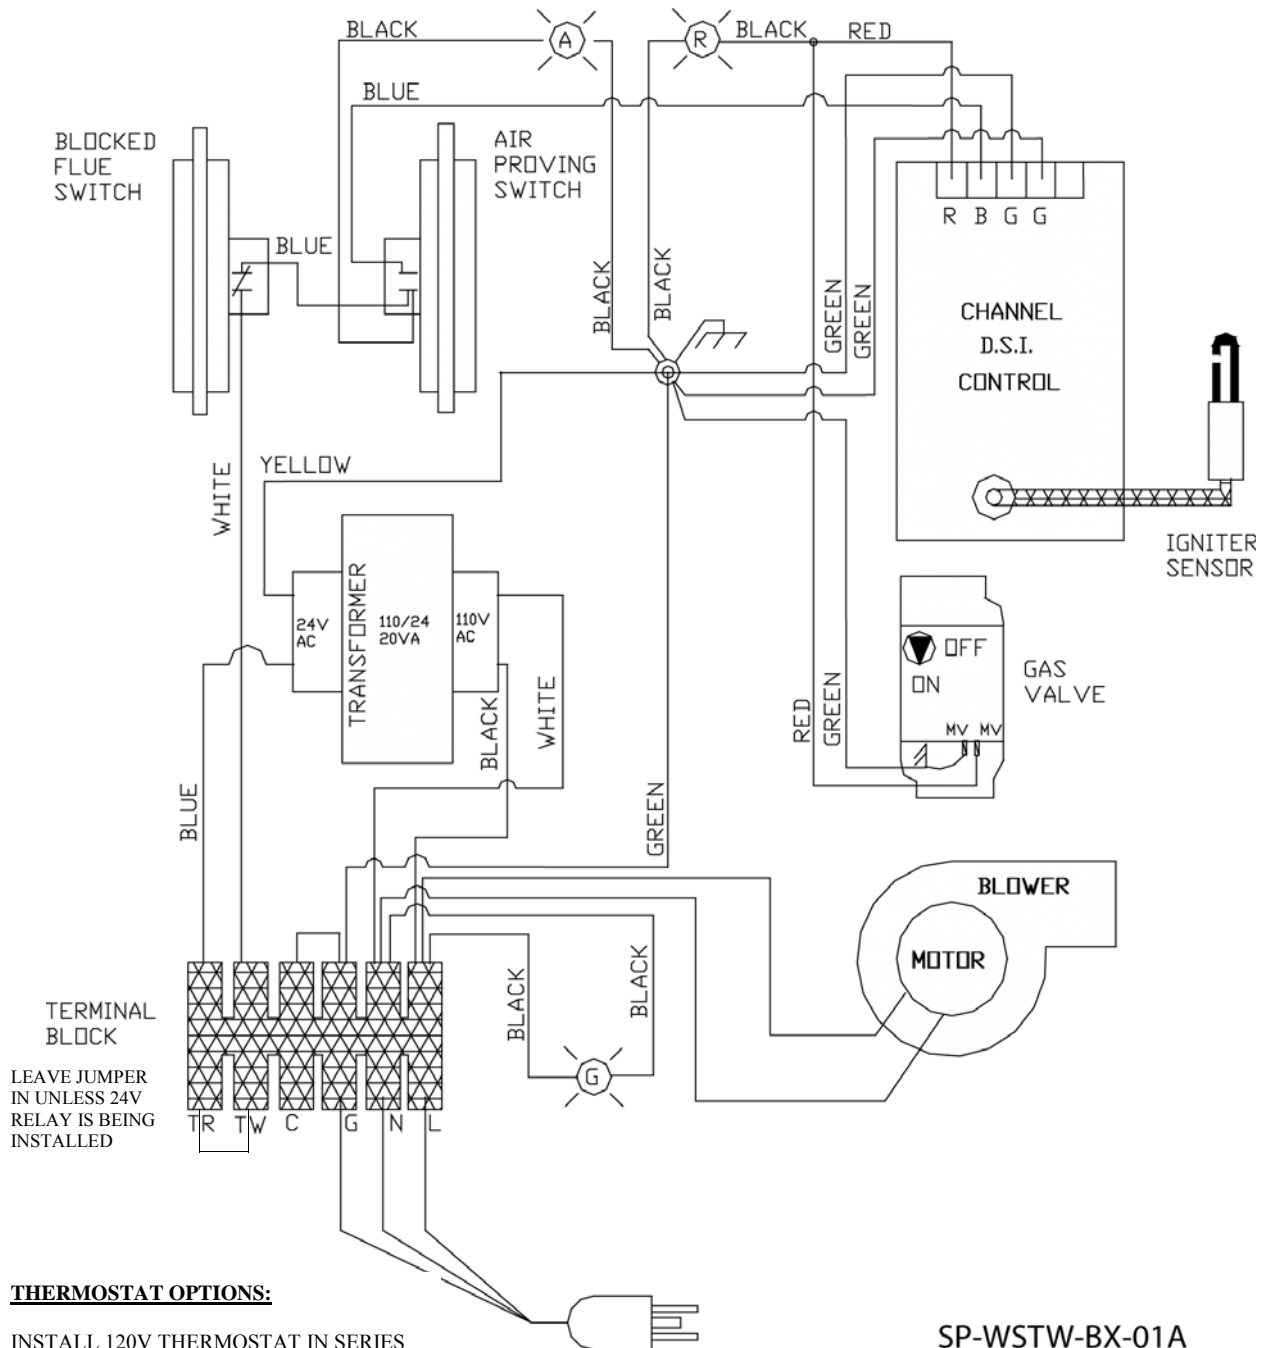 BLACK
A
R
BLACK
RED
BLUE
BLOCKED
FLUE
SWITCH
AIR
PROVING
SWITCH
R B G G
BLUE
BLACK
BLACK
GREEN
GREEN
CHANNEL
D.S.I.
CONTROL
YELLOW
WHITE
IGNITER
SENSOR
24V
AC
TRANSFORMER
110/24
20VA
110V
AC
OFF
ON
MV MV
GAS
VALVE
BLACK
WHITE
RED
GREEN
BLUE
GREEN
BLOWER
MOTOR
BLACK
BLACK
G
TERMINAL
BLOCK
LEAVE JUMPER
IN UNLESS 24V
RELAY IS BEING
INSTALLED
TR TW C G N L
THERMOSTAT OPTIONS:
INSTALL 120V THERMOSTAT IN SERIES
SP-WSTW-BX-01A